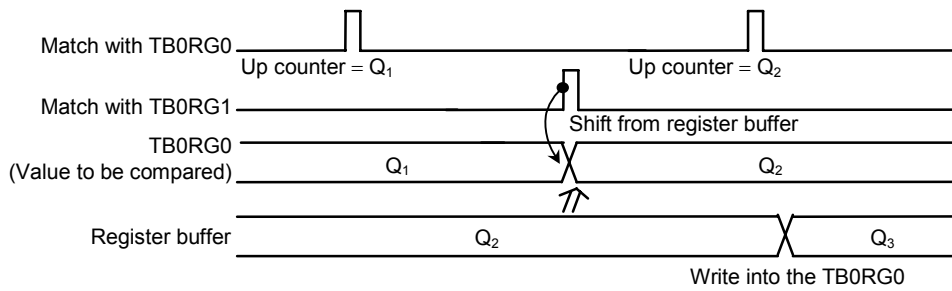 Match with TB0RG0
Up counter = Q₁
Up counter = Q₂
Match with TB0RG1
Shift from register buffer
TB0RG0
(Value to be compared)
Q₁
Q₂
Register buffer
Q₂
Q₃
Write into the TB0RG0